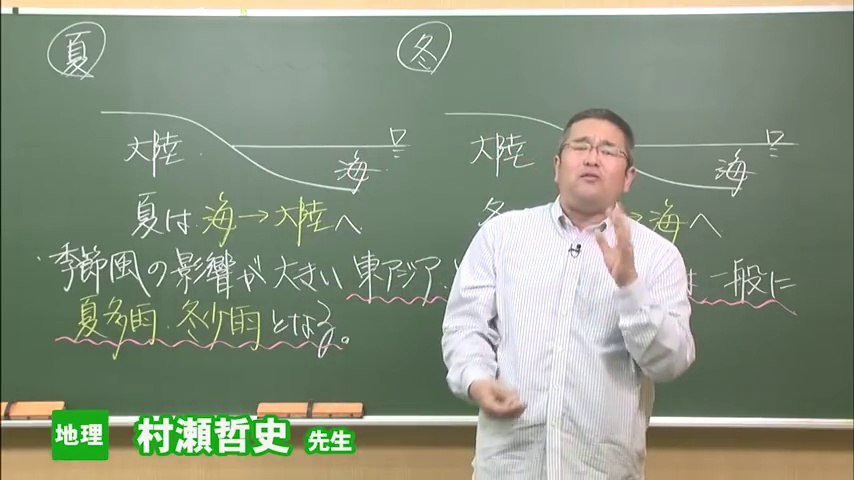 夏
冬
大陸
海
大陸
海
夏は 海→大陸へ
冬 →海へ
・季節風の影響が大きい 東アジア・ は一般に
夏多雨・冬少雨となる。
地理 村瀬哲史 先生